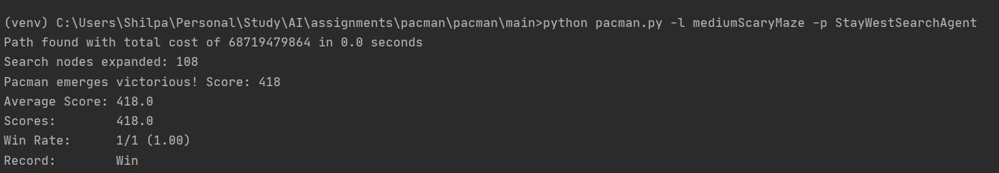 (venv) C:\Users\Shilpa\Personal\Study\AI\assignments\pacman\pacman\main>python pacman.py -l mediumScaryMaze -p StayWestSearchAgent
Path found with total cost of 68719479864 in 0.0 seconds
Search nodes expanded: 108
Pacman emerges victorious! Score: 418
Average Score: 418.0
Scores:        418.0
Win Rate:      1/1 (1.00)
Record:        Win